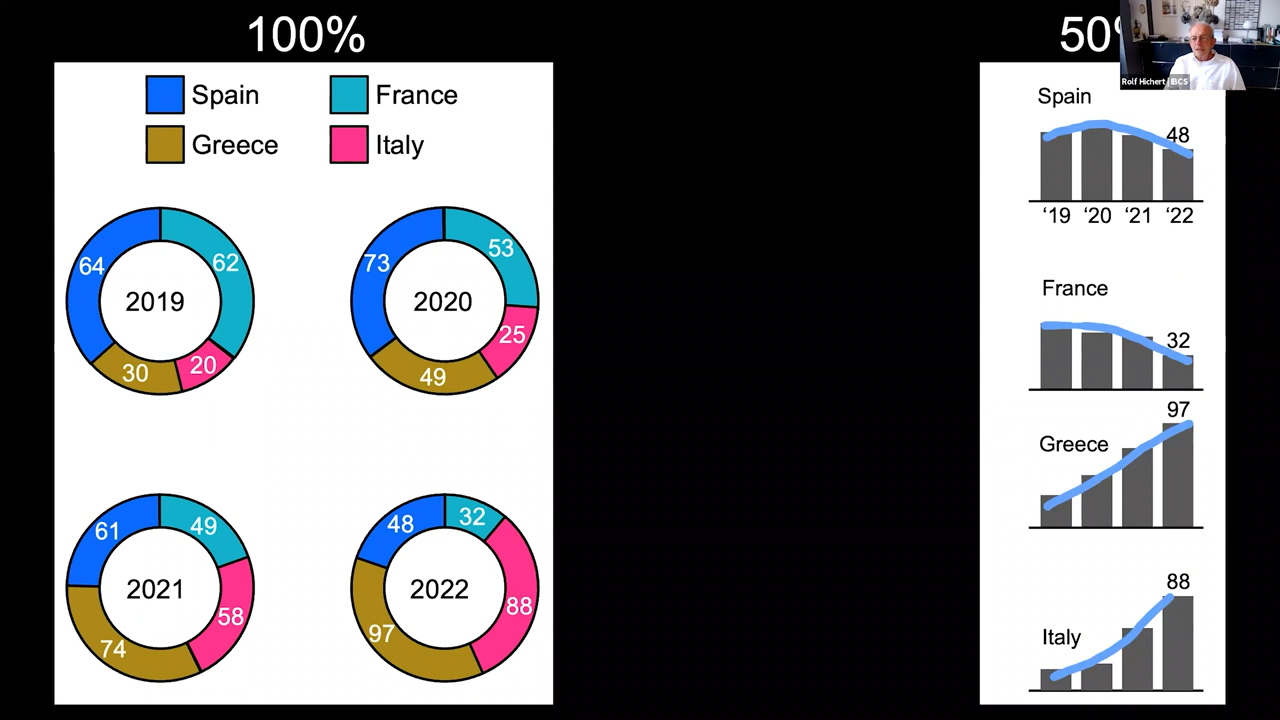 100%
Spain
France
Greece
Italy
64
62
2019
30
20
73
53
2020
25
49
61
49
2021
58
74
48
32
2022
88
97
50%
Rolf Hichert | IBCS
Spain
48
‘19 ‘20 ‘21 ‘22
France
32
97
Greece
88
Italy